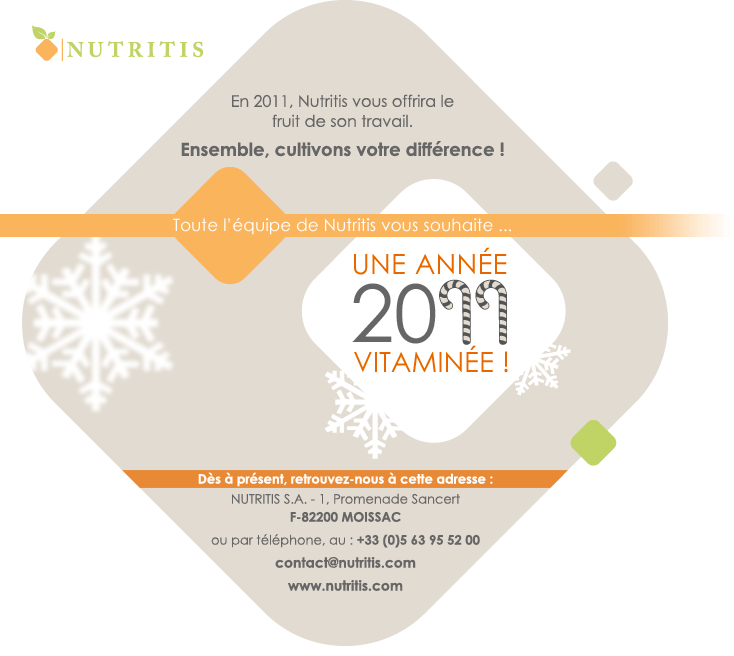 NUTRITIS
En 2011, Nutritis vous offrira le
fruit de son travail.
Ensemble, cultivons votre différence !
Toute l'équipe de Nutritis vous souhaite ...
UNE ANNÉE
2011
VITAMINÉE !
Dès à présent, retrouvez-nous à cette adresse :
NUTRITIS S.A. - 1, Promenade Sancert
F-82200 MOISSAC
ou par téléphone, au : +33 (0)5 63 95 52 00
contact@nutritis.com
www.nutritis.com